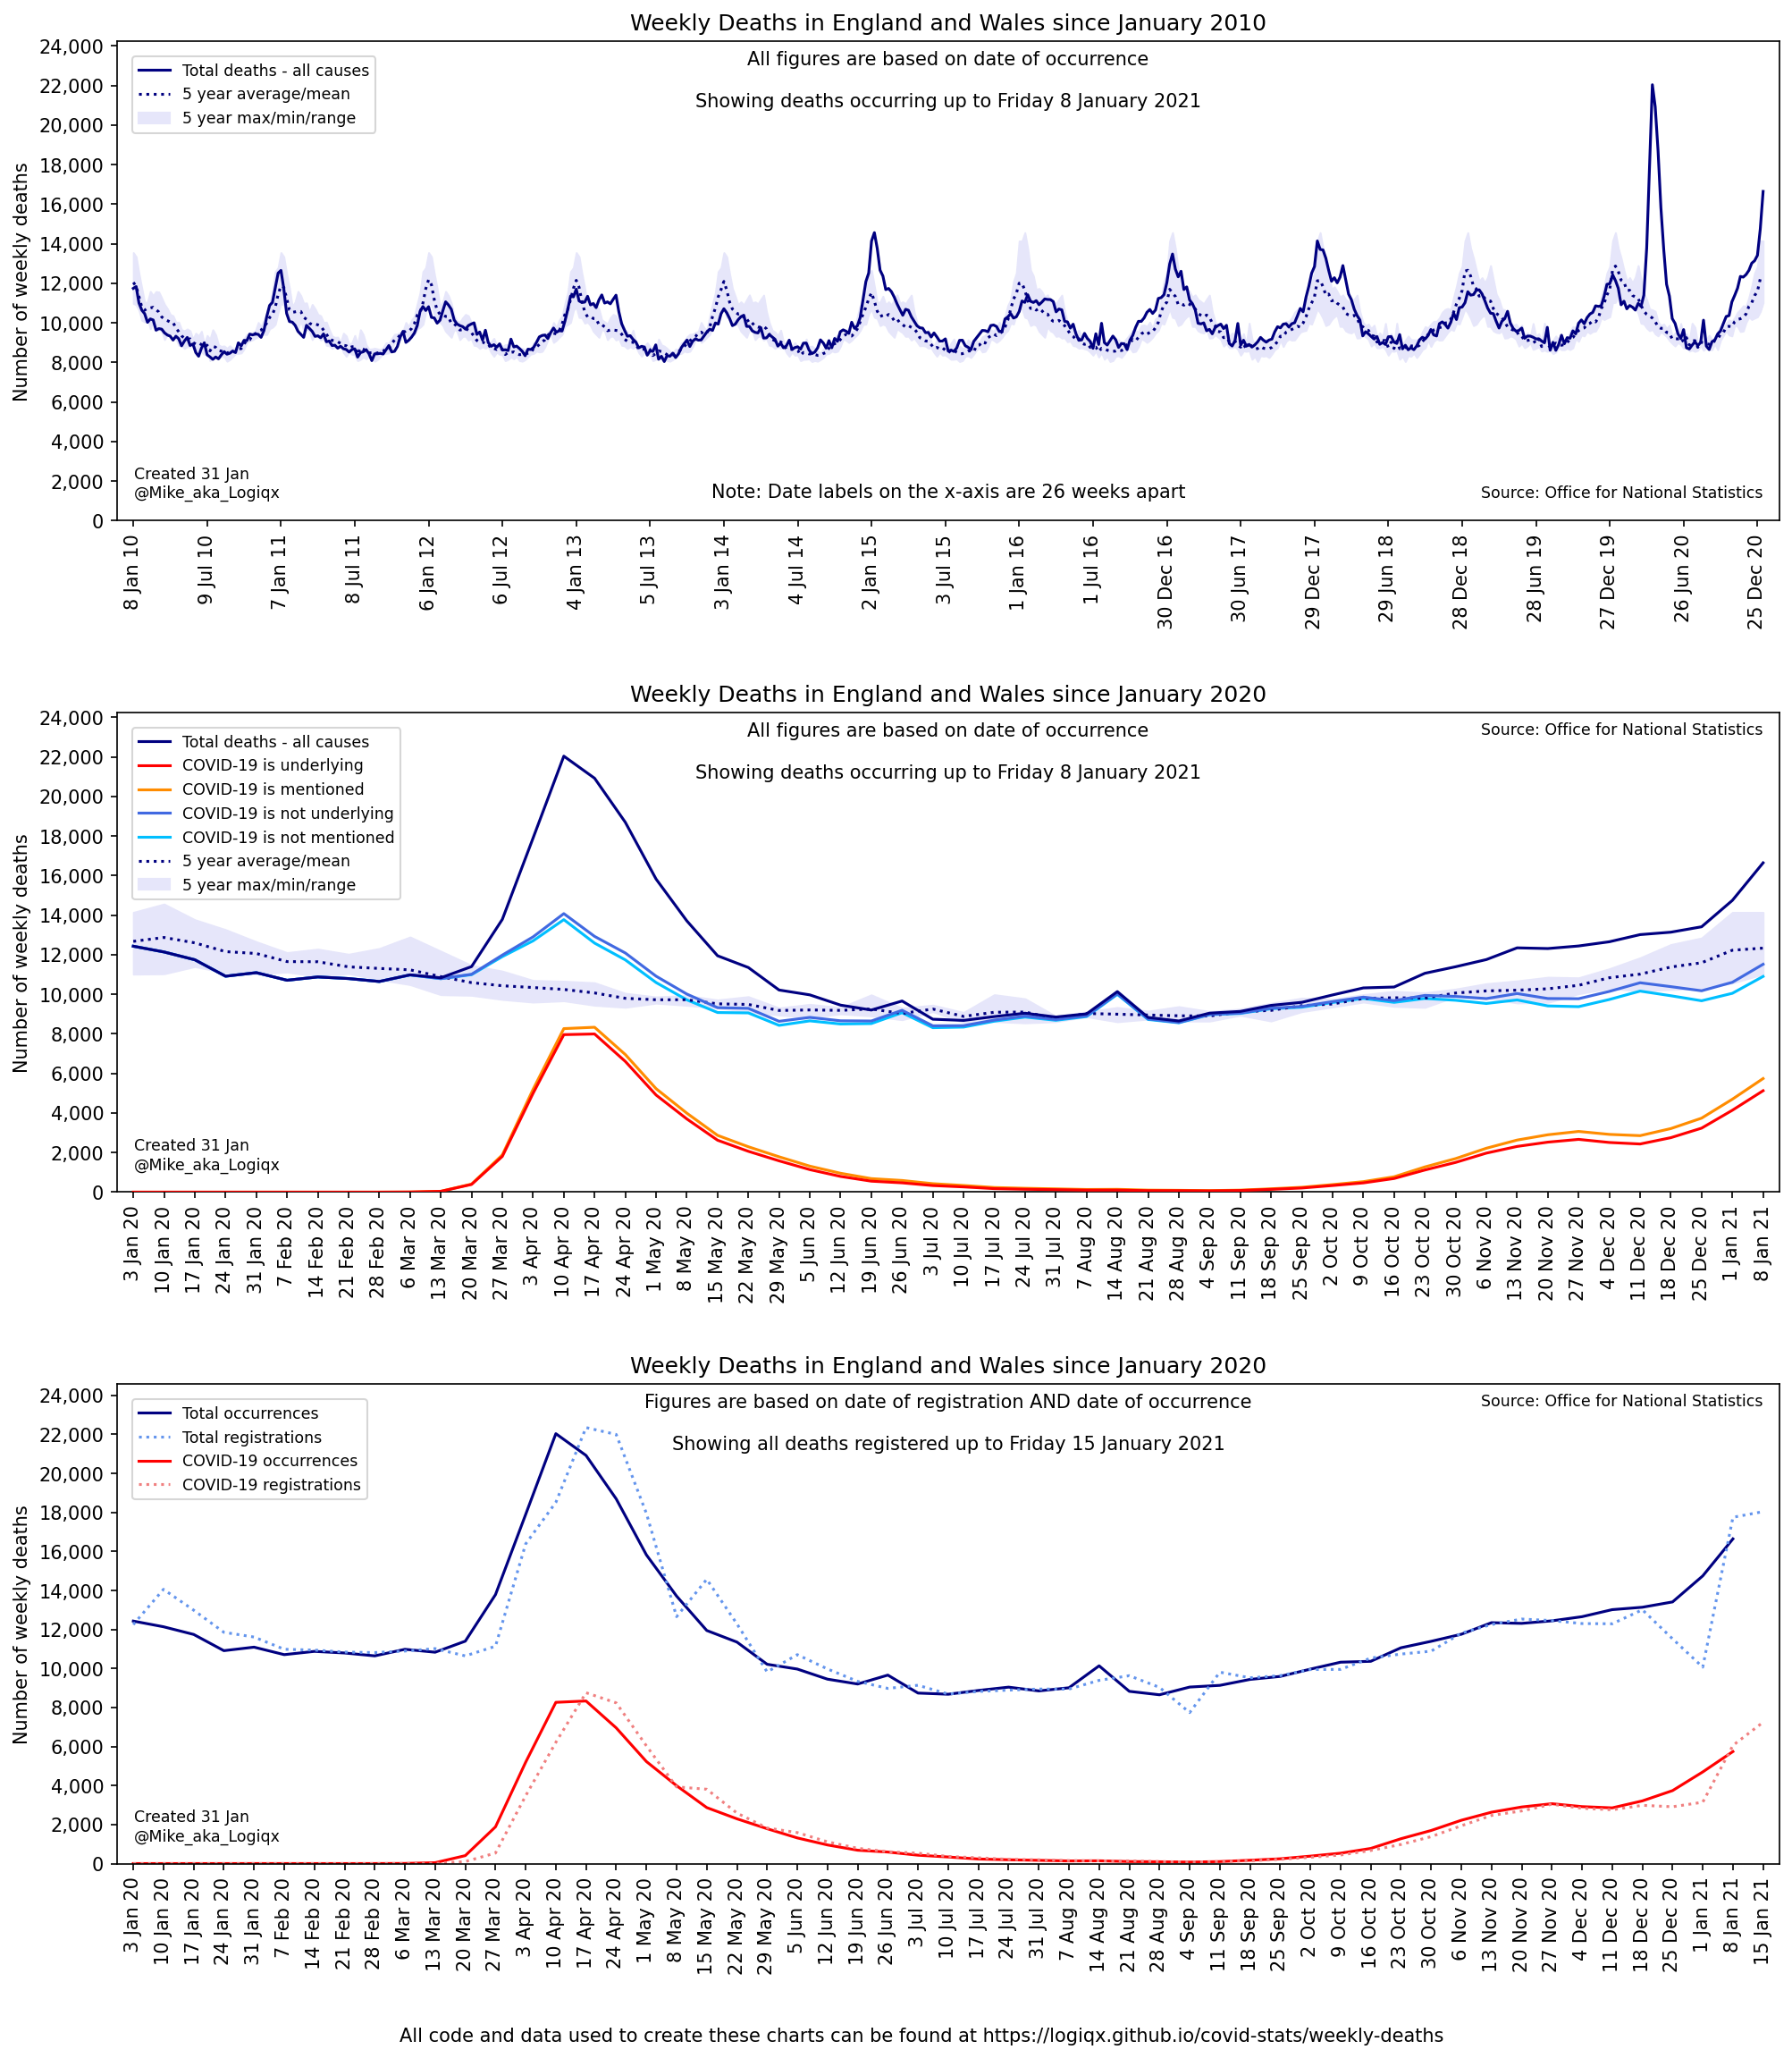 Weekly Deaths in England and Wales since January 2010
All figures are based on date of occurrence
Showing deaths occurring up to Friday 8 January 2021
Total deaths - all causes
5 year average/mean
5 year max/min/range
Number of weekly deaths
24,000
22,000
20,000
18,000
16,000
14,000
12,000
10,000
8,000
6,000
4,000
2,000
0
Created 31 Jan
@Mike_aka_Logiqx
Note: Date labels on the x-axis are 26 weeks apart
Source: Office for National Statistics
8 Jan 10
9 Jul 10
7 Jan 11
8 Jul 11
6 Jan 12
6 Jul 12
4 Jan 13
5 Jul 13
3 Jan 14
4 Jul 14
2 Jan 15
3 Jul 15
1 Jan 16
1 Jul 16
30 Dec 16
30 Jun 17
29 Dec 17
29 Jun 18
28 Dec 18
28 Jun 19
27 Dec 19
26 Jun 20
25 Dec 20
Weekly Deaths in England and Wales since January 2020
All figures are based on date of occurrence
Showing deaths occurring up to Friday 8 January 2021
Source: Office for National Statistics
Total deaths - all causes
COVID-19 is underlying
COVID-19 is mentioned
COVID-19 is not underlying
COVID-19 is not mentioned
5 year average/mean
5 year max/min/range
Number of weekly deaths
24,000
22,000
20,000
18,000
16,000
14,000
12,000
10,000
8,000
6,000
4,000
2,000
0
Created 31 Jan
@Mike_aka_Logiqx
3 Jan 20
10 Jan 20
17 Jan 20
24 Jan 20
31 Jan 20
7 Feb 20
14 Feb 20
21 Feb 20
28 Feb 20
6 Mar 20
13 Mar 20
20 Mar 20
27 Mar 20
3 Apr 20
10 Apr 20
17 Apr 20
24 Apr 20
1 May 20
8 May 20
15 May 20
22 May 20
29 May 20
5 Jun 20
12 Jun 20
19 Jun 20
26 Jun 20
3 Jul 20
10 Jul 20
17 Jul 20
24 Jul 20
31 Jul 20
7 Aug 20
14 Aug 20
21 Aug 20
28 Aug 20
4 Sep 20
11 Sep 20
18 Sep 20
25 Sep 20
2 Oct 20
9 Oct 20
16 Oct 20
23 Oct 20
30 Oct 20
6 Nov 20
13 Nov 20
20 Nov 20
27 Nov 20
4 Dec 20
11 Dec 20
18 Dec 20
25 Dec 20
1 Jan 21
8 Jan 21
Weekly Deaths in England and Wales since January 2020
Figures are based on date of registration AND date of occurrence
Showing all deaths registered up to Friday 15 January 2021
Source: Office for National Statistics
Total occurrences
Total registrations
COVID-19 occurrences
COVID-19 registrations
Number of weekly deaths
24,000
22,000
20,000
18,000
16,000
14,000
12,000
10,000
8,000
6,000
4,000
2,000
0
Created 31 Jan
@Mike_aka_Logiqx
3 Jan 20
10 Jan 20
17 Jan 20
24 Jan 20
31 Jan 20
7 Feb 20
14 Feb 20
21 Feb 20
28 Feb 20
6 Mar 20
13 Mar 20
20 Mar 20
27 Mar 20
3 Apr 20
10 Apr 20
17 Apr 20
24 Apr 20
1 May 20
8 May 20
15 May 20
22 May 20
29 May 20
5 Jun 20
12 Jun 20
19 Jun 20
26 Jun 20
3 Jul 20
10 Jul 20
17 Jul 20
24 Jul 20
31 Jul 20
7 Aug 20
14 Aug 20
21 Aug 20
28 Aug 20
4 Sep 20
11 Sep 20
18 Sep 20
25 Sep 20
2 Oct 20
9 Oct 20
16 Oct 20
23 Oct 20
30 Oct 20
6 Nov 20
13 Nov 20
20 Nov 20
27 Nov 20
4 Dec 20
11 Dec 20
18 Dec 20
25 Dec 20
1 Jan 21
8 Jan 21
15 Jan 21
All code and data used to create these charts can be found at https://logiqx.github.io/covid-stats/weekly-deaths